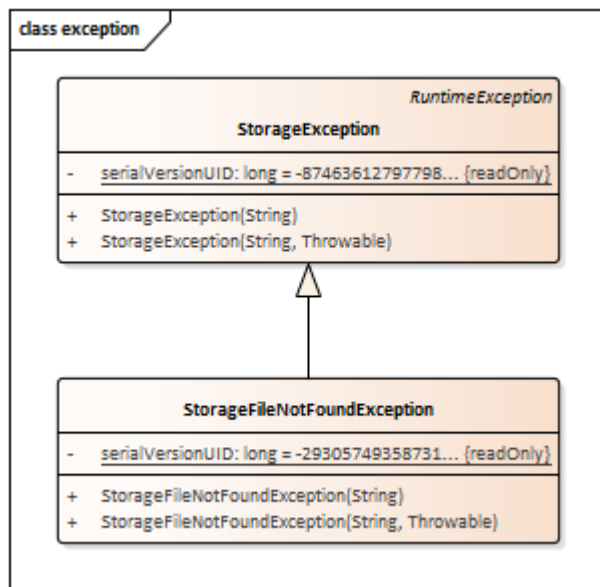 class exception
RuntimeException
StorageException
- serialVersionUID: long = -87463612797798... {readOnly}
+ StorageException(String)
+ StorageException(String, Throwable)
StorageFileNotFoundException
- serialVersionUID: long = -29305749358731... {readOnly}
+ StorageFileNotFoundException(String)
+ StorageFileNotFoundException(String, Throwable)